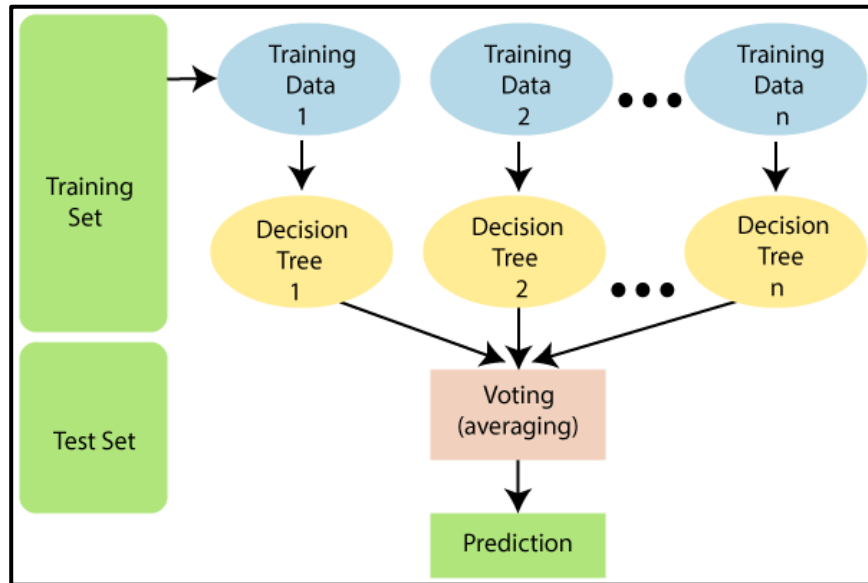 Training
Set
Training
Data
1
Training
Data
2
Training
Data
n
Decision
Tree
1
Decision
Tree
2
Decision
Tree
n
Test Set
Voting
(averaging)
Prediction